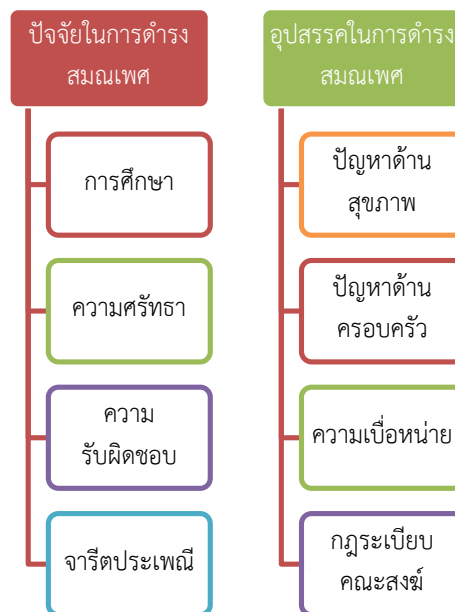 ปัจจัยในการดำรง
สมณเพศ
การศึกษา
ความศรัทธา
ความ
รับผิดชอบ
จารีตประเพณี
อุปสรรคในการดำรง
สมณเพศ
ปัญหาด้าน
สุขภาพ
ปัญหาด้าน
ครอบครัว
ความเบื่อหน่าย
กฎระเบียบ
คณะสงฆ์